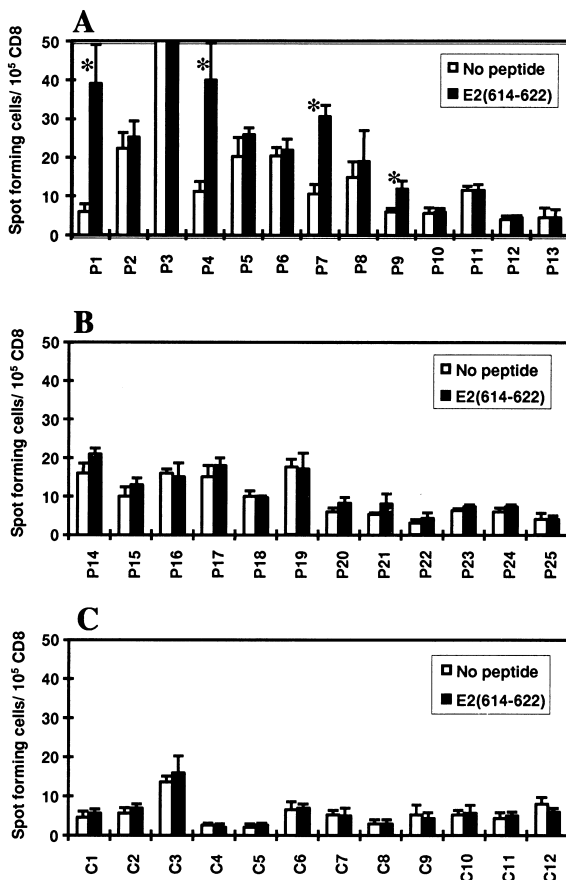 A
Spot forming cells/ 10⁵ CD8
50
40
30
20
10
0
No peptide
E2(614-622)
*
*
*
*
P1 P2 P3 P4 P5 P6 P7 P8 P9 P10 P11 P12 P13
B
Spot forming cells/ 10⁵ CD8
50
40
30
20
10
0
No peptide
E2(614-622)
P14 P15 P16 P17 P18 P19 P20 P21 P22 P23 P24 P25
C
Spot forming cells/ 10⁵ CD8
50
40
30
20
10
0
No peptide
E2(614-622)
C1 C2 C3 C4 C5 C6 C7 C8 C9 C10 C11 C12